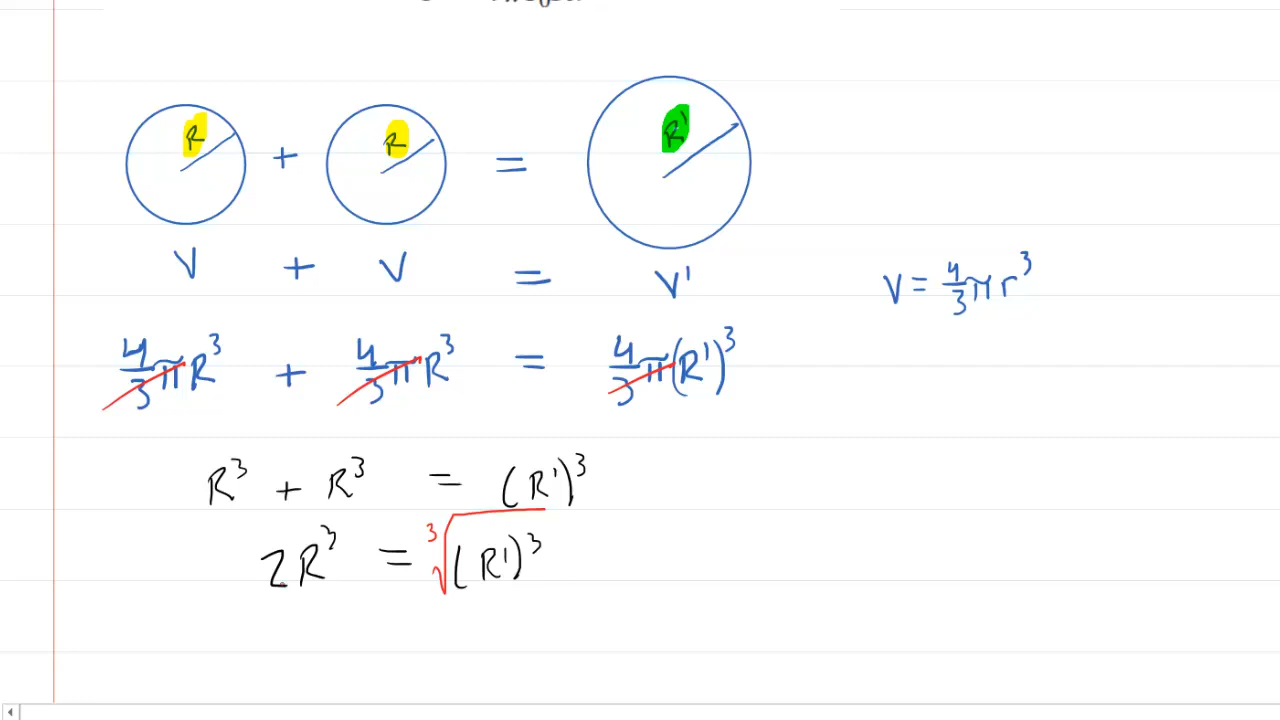 R + R = R'
V + V = V'
V = 4/3 π r³
4/3 π R³ + 4/3 π R³ = 4/3 π (R')³
R³ + R³ = (R')³
2R³ = ³√(R')³